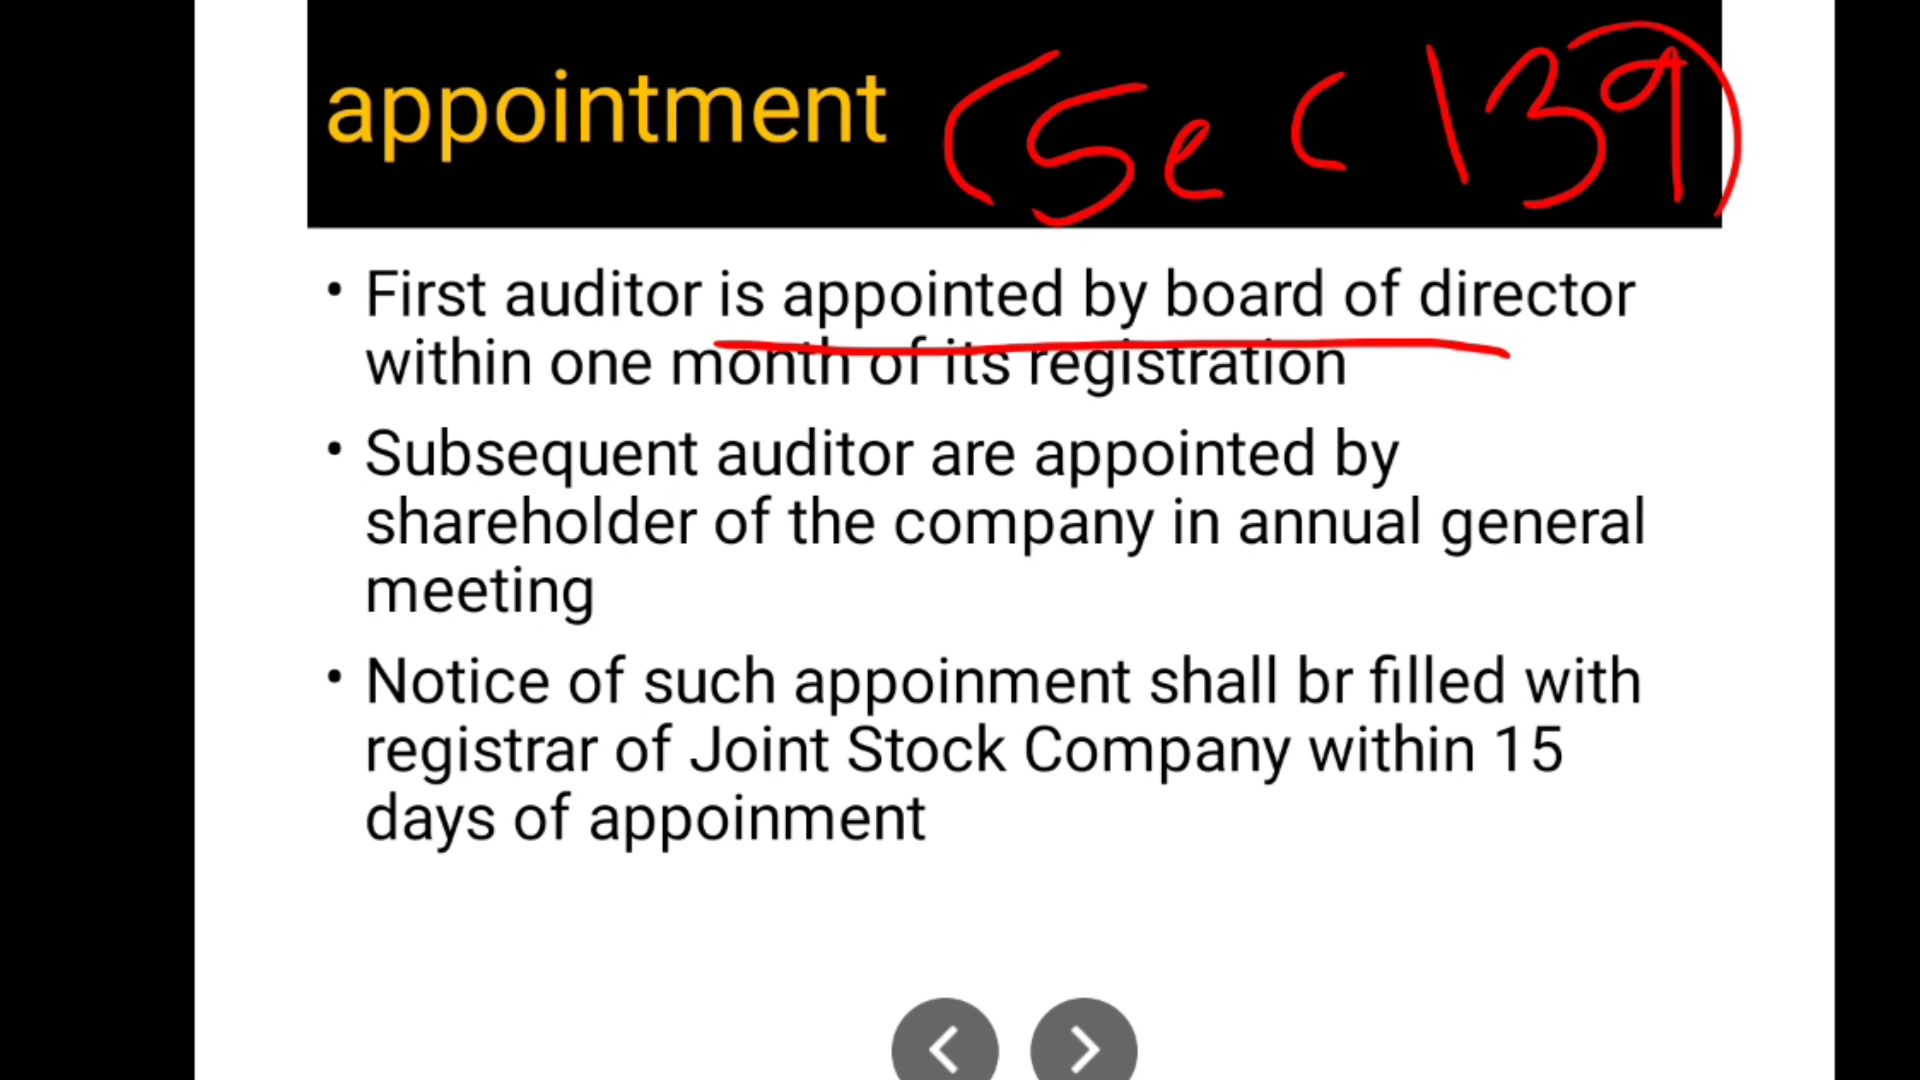 appointment (Sec 139)
• First auditor is appointed by board of director
within one month of its registration
• Subsequent auditor are appointed by
shareholder of the company in annual general
meeting
• Notice of such appoinment shall br filled with
registrar of Joint Stock Company within 15
days of appoinment